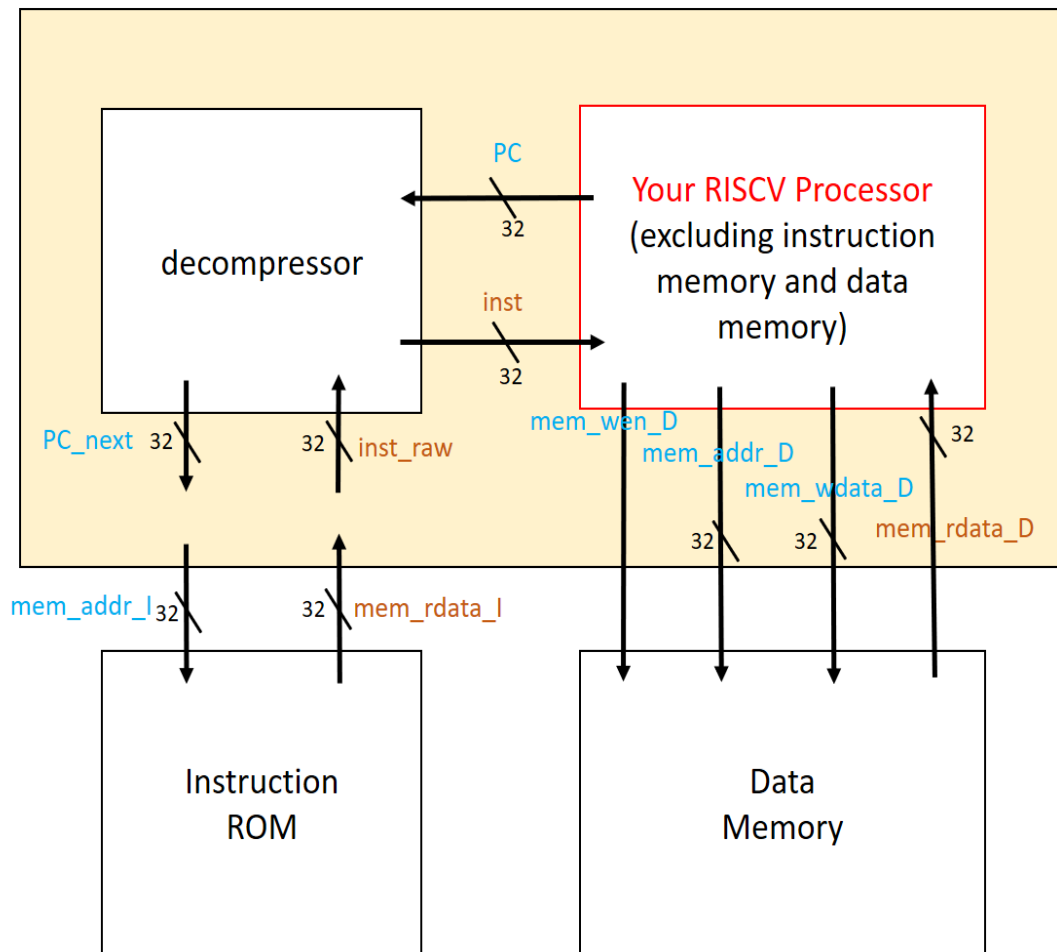 PC
32
decompressor
Your RISCV Processor
(excluding instruction
memory and data
memory)
inst
32
PC_next
32
32
inst_raw
mem_wen_D
mem_addr_D
mem_wdata_D
mem_rdata_D
32
32
32
mem_addr_I
32
32
mem_rdata_I
Instruction
ROM
Data
Memory